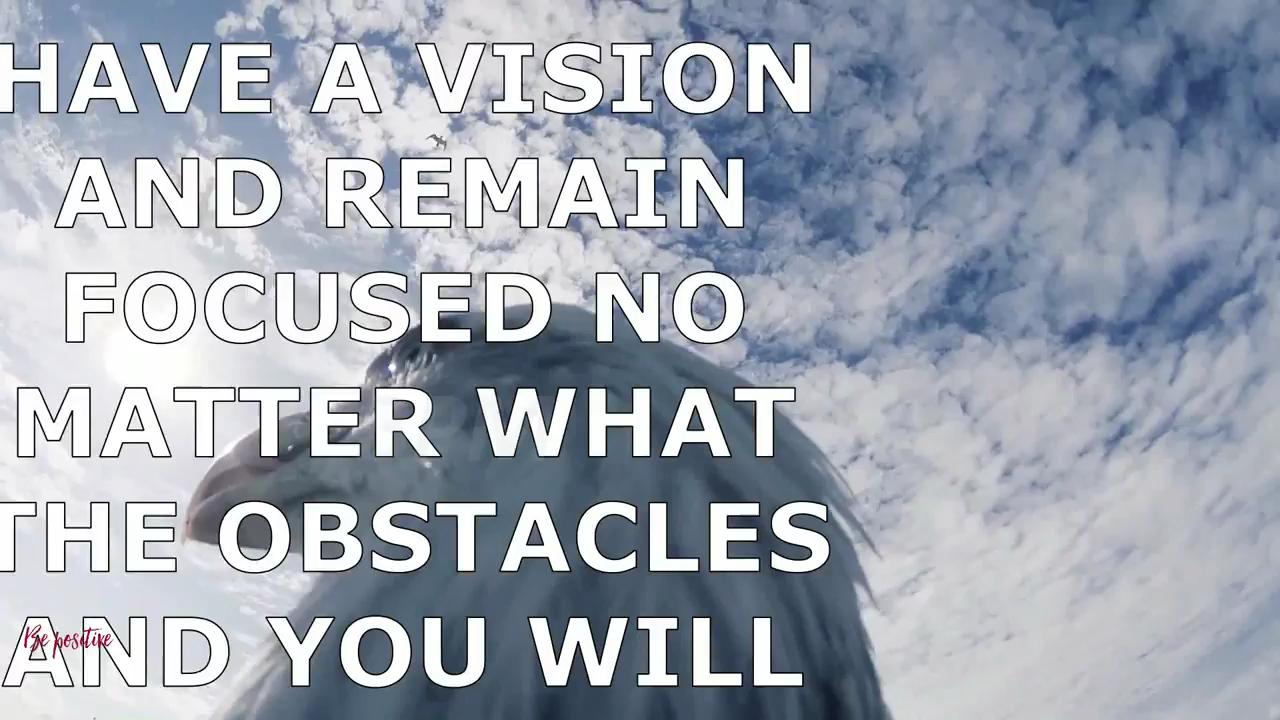 HAVE A VISION
AND REMAIN
FOCUSED NO
MATTER WHAT
THE OBSTACLES
AND YOU WILL
Be positive